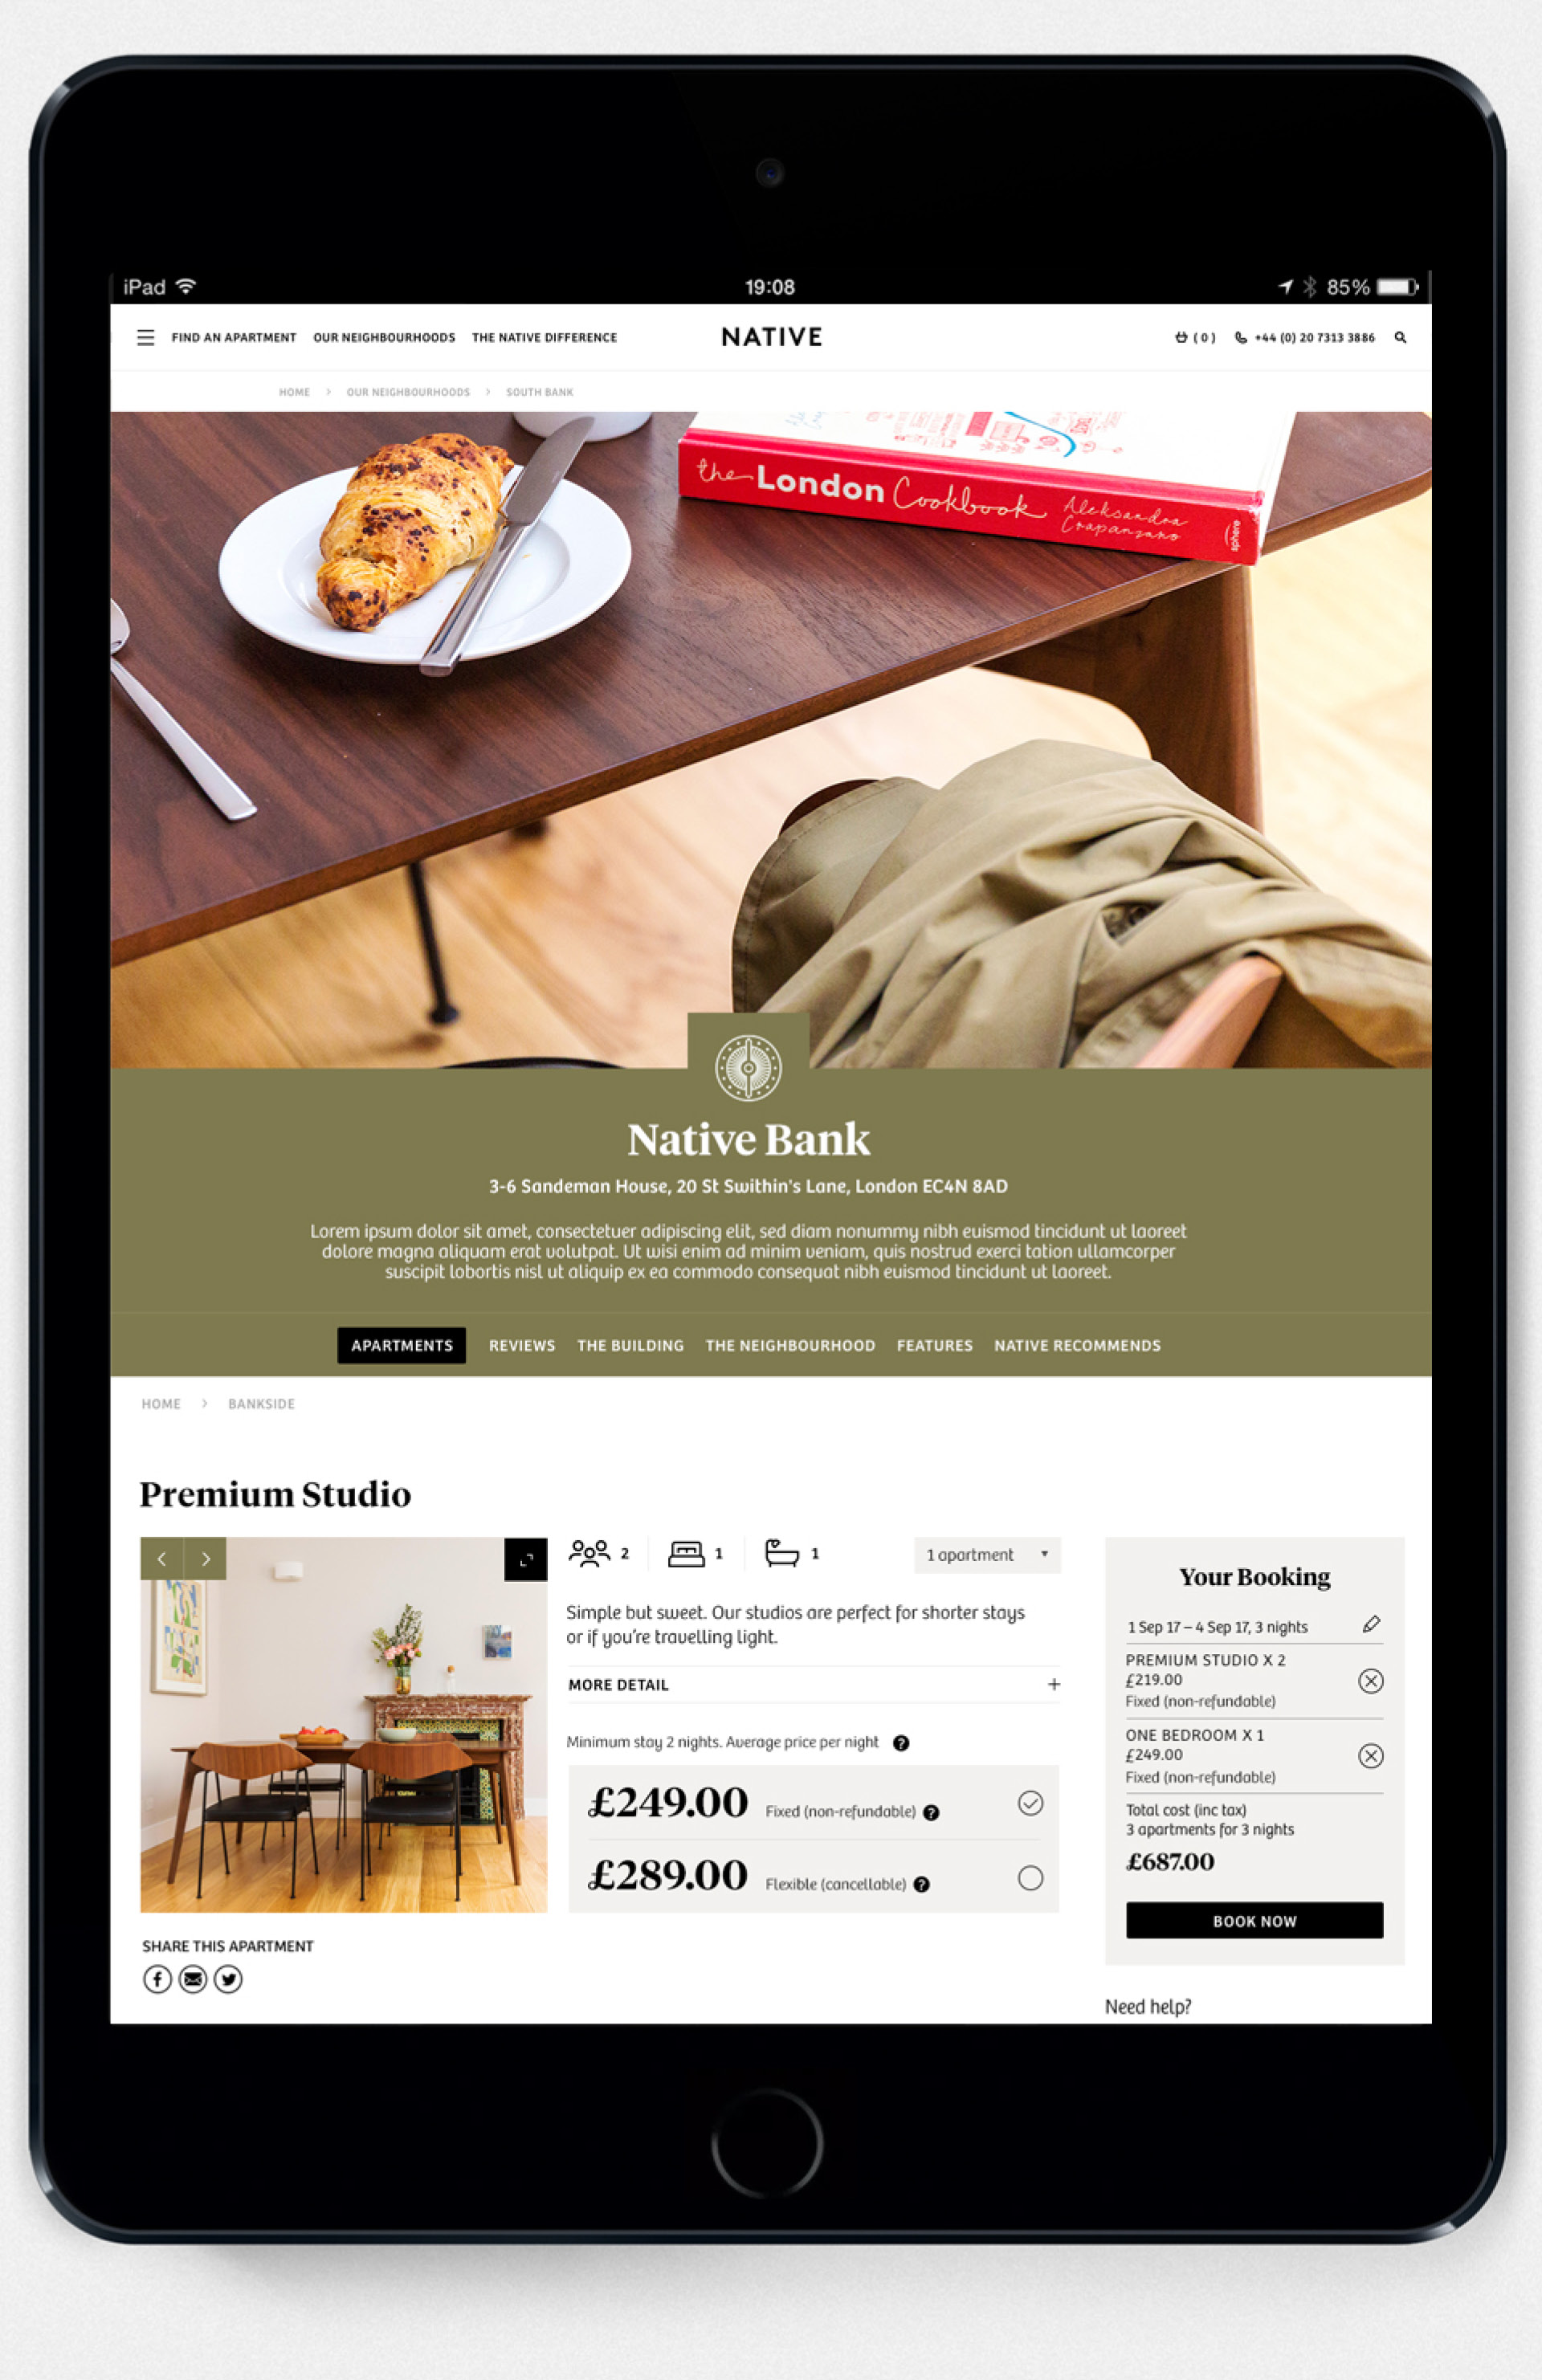 iPad 19:08 85%
FIND AN APARTMENT OUR NEIGHBOURHOODS THE NATIVE DIFFERENCE NATIVE ( 0 ) +44 (0) 20 7313 3886
HOME > OUR NEIGHBOURHOODS > SOUTH BANK
the London Cookbook Aleksandra Crapanzano sphere
Native Bank
3-6 Sandeman House, 20 St Swithin's Lane, London EC4N 8AD
Lorem ipsum dolor sit amet, consectetuer adipiscing elit, sed diam nonummy nibh euismod tincidunt ut laoreet
dolore magna aliquam erat volutpat. Ut wisi enim ad minim veniam, quis nostrud exerci tation ullamcorper
suscipit lobortis nisl ut aliquip ex ea commodo consequat nibh euismod tincidunt ut laoreet.
APARTMENTS REVIEWS THE BUILDING THE NEIGHBOURHOOD FEATURES NATIVE RECOMMENDS
HOME > BANKSIDE
Premium Studio
2 1 1
1 apartment
Simple but sweet. Our studios are perfect for shorter stays
or if you're travelling light.
MORE DETAIL +
Minimum stay 2 nights. Average price per night ?
£249.00 Fixed (non-refundable) ?
£289.00 Flexible (cancellable) ?
SHARE THIS APARTMENT
Your Booking
1 Sep 17 – 4 Sep 17, 3 nights
PREMIUM STUDIO X 2
£219.00
Fixed (non-refundable)
ONE BEDROOM X 1
£249.00
Fixed (non-refundable)
Total cost (inc tax)
3 apartments for 3 nights
£687.00
BOOK NOW
Need help?